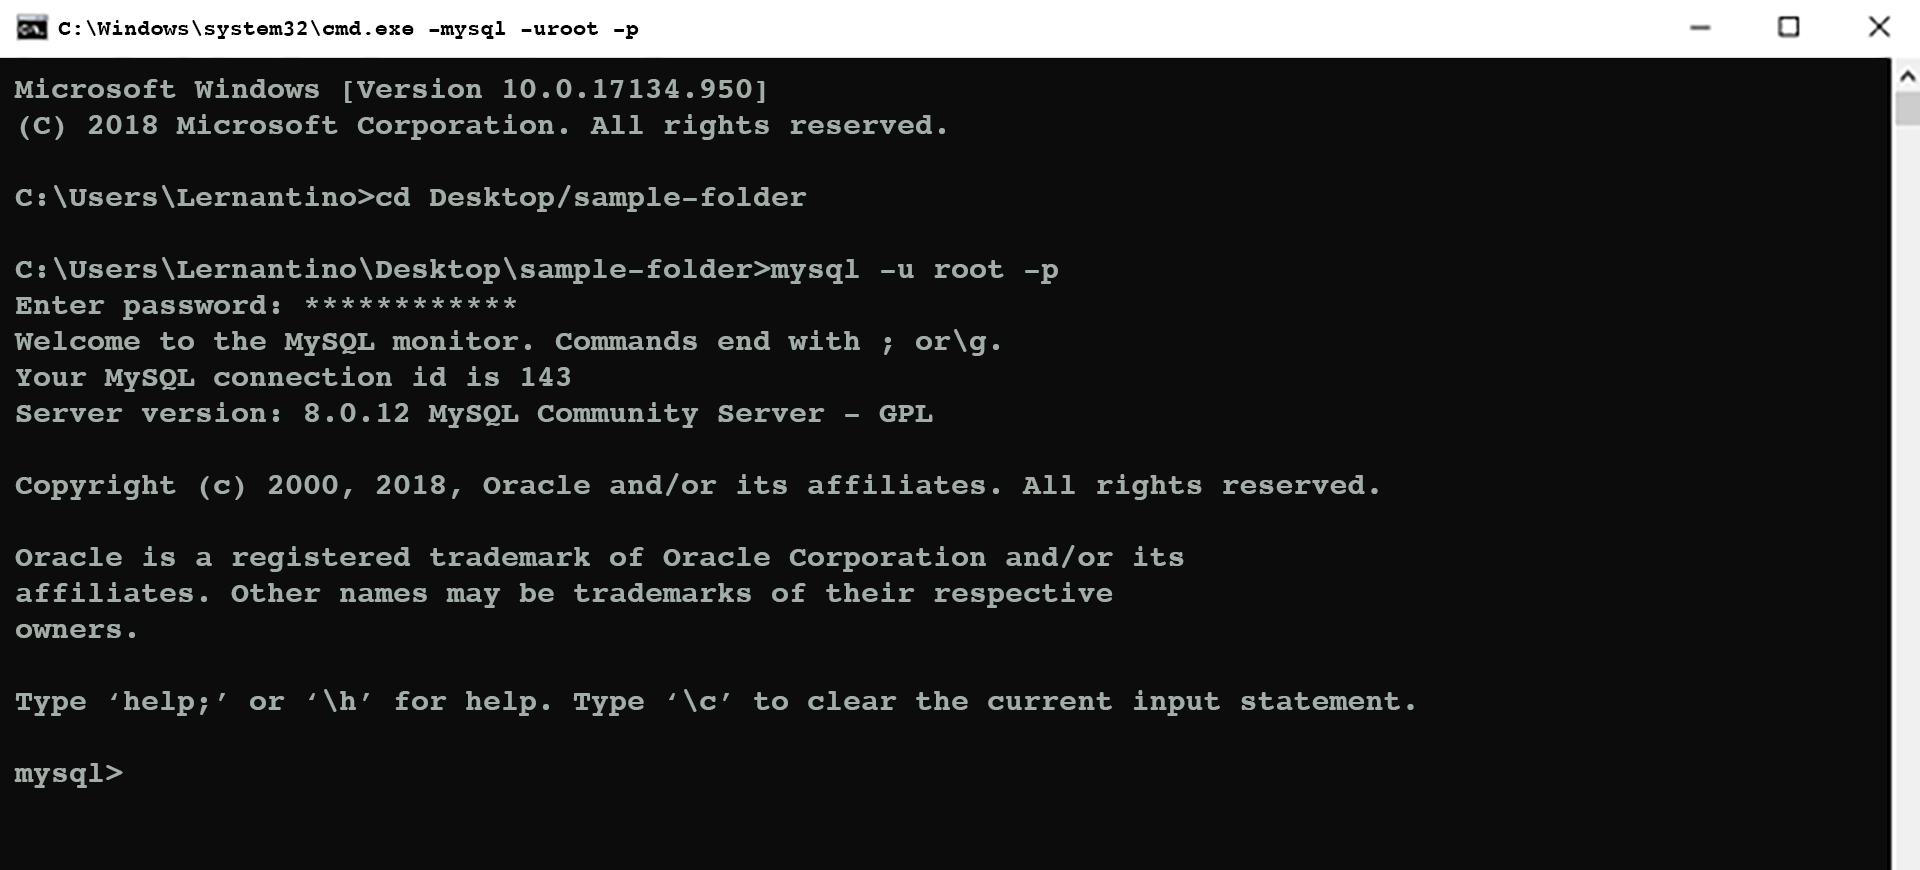 C:\Windows\system32\cmd.exe -mysql -uroot -p
Microsoft Windows [Version 10.0.17134.950]
(C) 2018 Microsoft Corporation. All rights reserved.
C:\Users\Lernantino>cd Desktop/sample-folder
C:\Users\Lernantino\Desktop\sample-folder>mysql -u root -p
Enter password: ************
Welcome to the MySQL monitor. Commands end with ; or\g.
Your MySQL connection id is 143
Server version: 8.0.12 MySQL Community Server - GPL
Copyright (c) 2000, 2018, Oracle and/or its affiliates. All rights reserved.
Oracle is a registered trademark of Oracle Corporation and/or its
affiliates. Other names may be trademarks of their respective
owners.
Type ‘help;’ or ‘\h’ for help. Type ‘\c’ to clear the current input statement.
mysql>